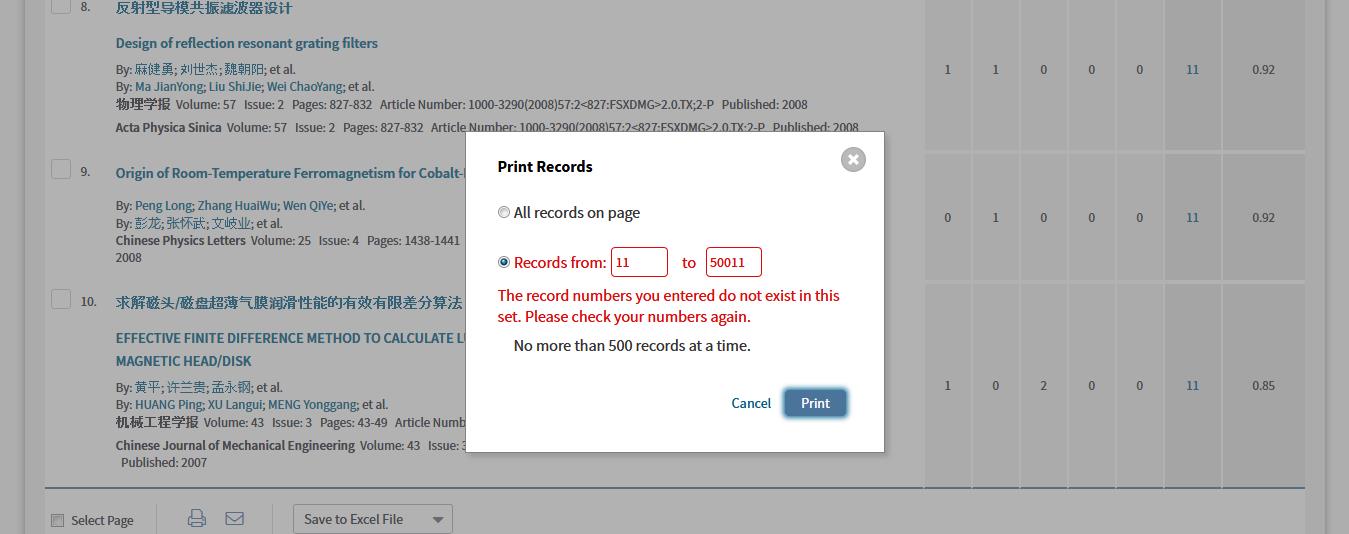 8. 反射型导模共振滤波器设计
Design of reflection resonant grating filters
By: 麻健勇; 刘世杰; 魏朝阳; et al.
By: Ma JianYong; Liu ShiJie; Wei ChaoYang; et al.
物理学报 Volume: 57 Issue: 2 Pages: 827-832 Article Number: 1000-3290(2008)57:2<827:FSXDMG>2.0.TX;2-P Published: 2008
Acta Physica Sinica Volume: 57 Issue: 2 Pages: 827-832 Article Number: 1000-3290(2008)57:2<827:FSXDMG>2.0.TX;2-P Published: 2008
1 1 0 0 0 11 0.92
9. Origin of Room-Temperature Ferromagnetism for Cobalt-
By: Peng Long; Zhang HuaiWu; Wen QiYe; et al.
By: 彭龙; 张怀武; 文岐业; et al.
Chinese Physics Letters Volume: 25 Issue: 4 Pages: 1438-1441
2008
0 1 0 0 0 11 0.92
10. 求解磁头/磁盘超薄气膜润滑性能的有效有限差分算法
EFFECTIVE FINITE DIFFERENCE METHOD TO CALCULATE
MAGNETIC HEAD/DISK
By: 黄平; 许兰贵; 孟永钢; et al.
By: HUANG Ping; XU Langui; MENG Yonggang; et al.
机械工程学报 Volume: 43 Issue: 3 Pages: 43-49 Article Numb
Chinese Journal of Mechanical Engineering Volume: 43 Issue: 3
Published: 2007
1 0 2 0 0 11 0.85
Print Records
All records on page
Records from: 11 to 50011
The record numbers you entered do not exist in this
set. Please check your numbers again.
No more than 500 records at a time.
Cancel Print
Select Page Save to Excel File